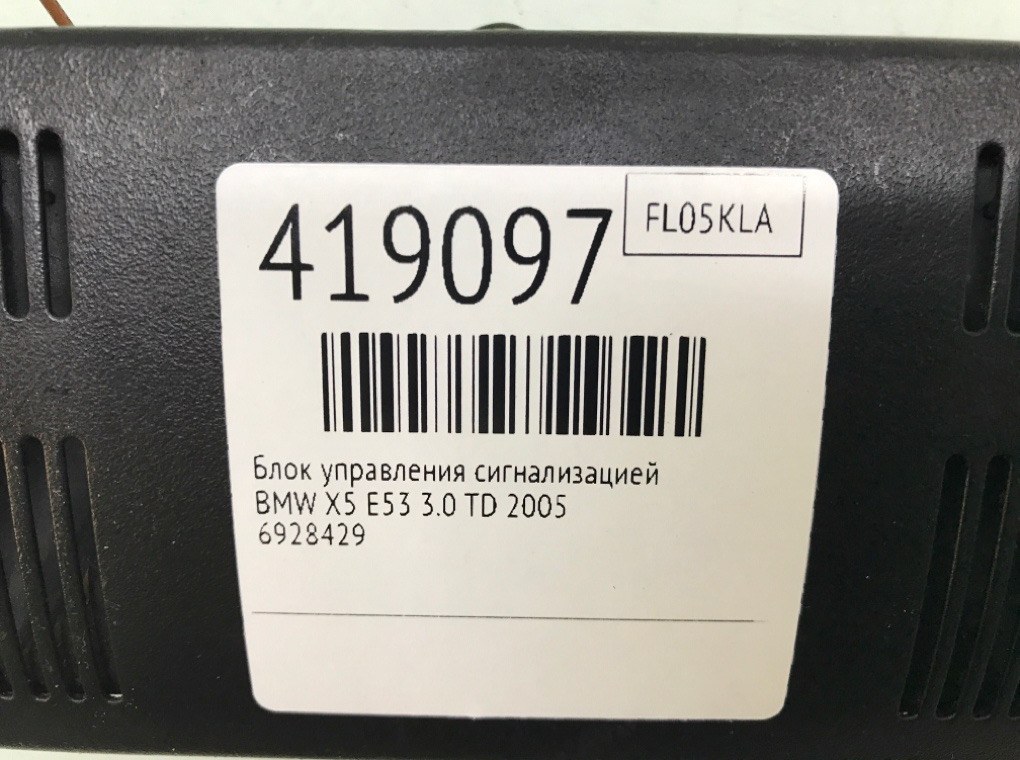 419097
FL05KLA
Блок управления сигнализацией
BMW X5 E53 3.0 TD 2005
6928429